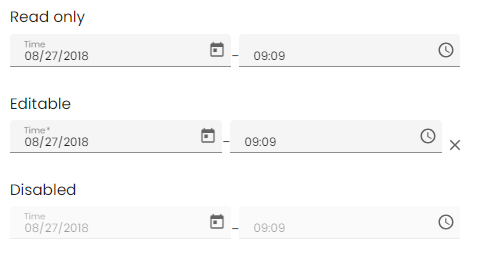 Read only
Time
08/27/2018 – 09:09
Editable
Time*
08/27/2018 – 09:09
Disabled
Time
08/27/2018 – 09:09